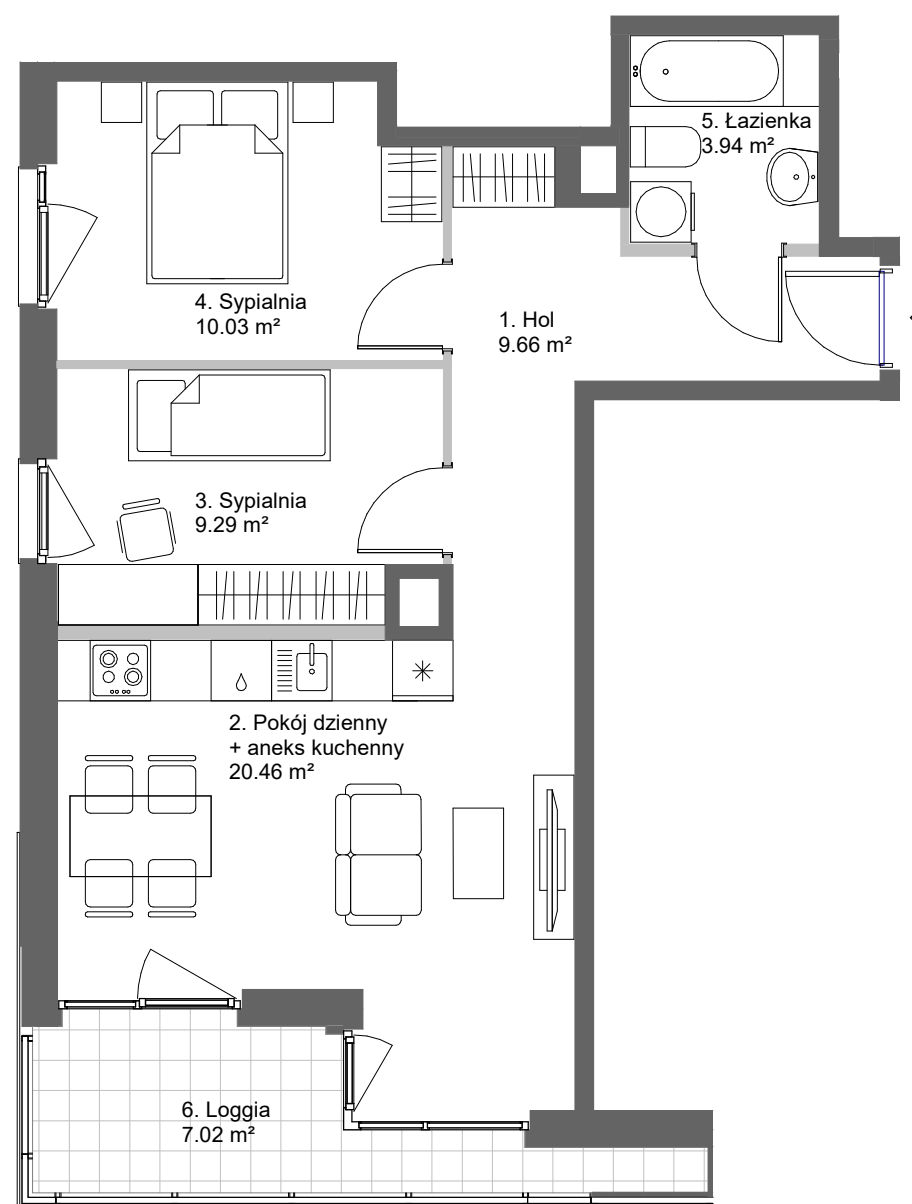 5. Łazienka
3.94 m²
4. Sypialnia
10.03 m²
1. Hol
9.66 m²
3. Sypialnia
9.29 m²
2. Pokój dzienny
+ aneks kuchenny
20.46 m²
6. Loggia
7.02 m²